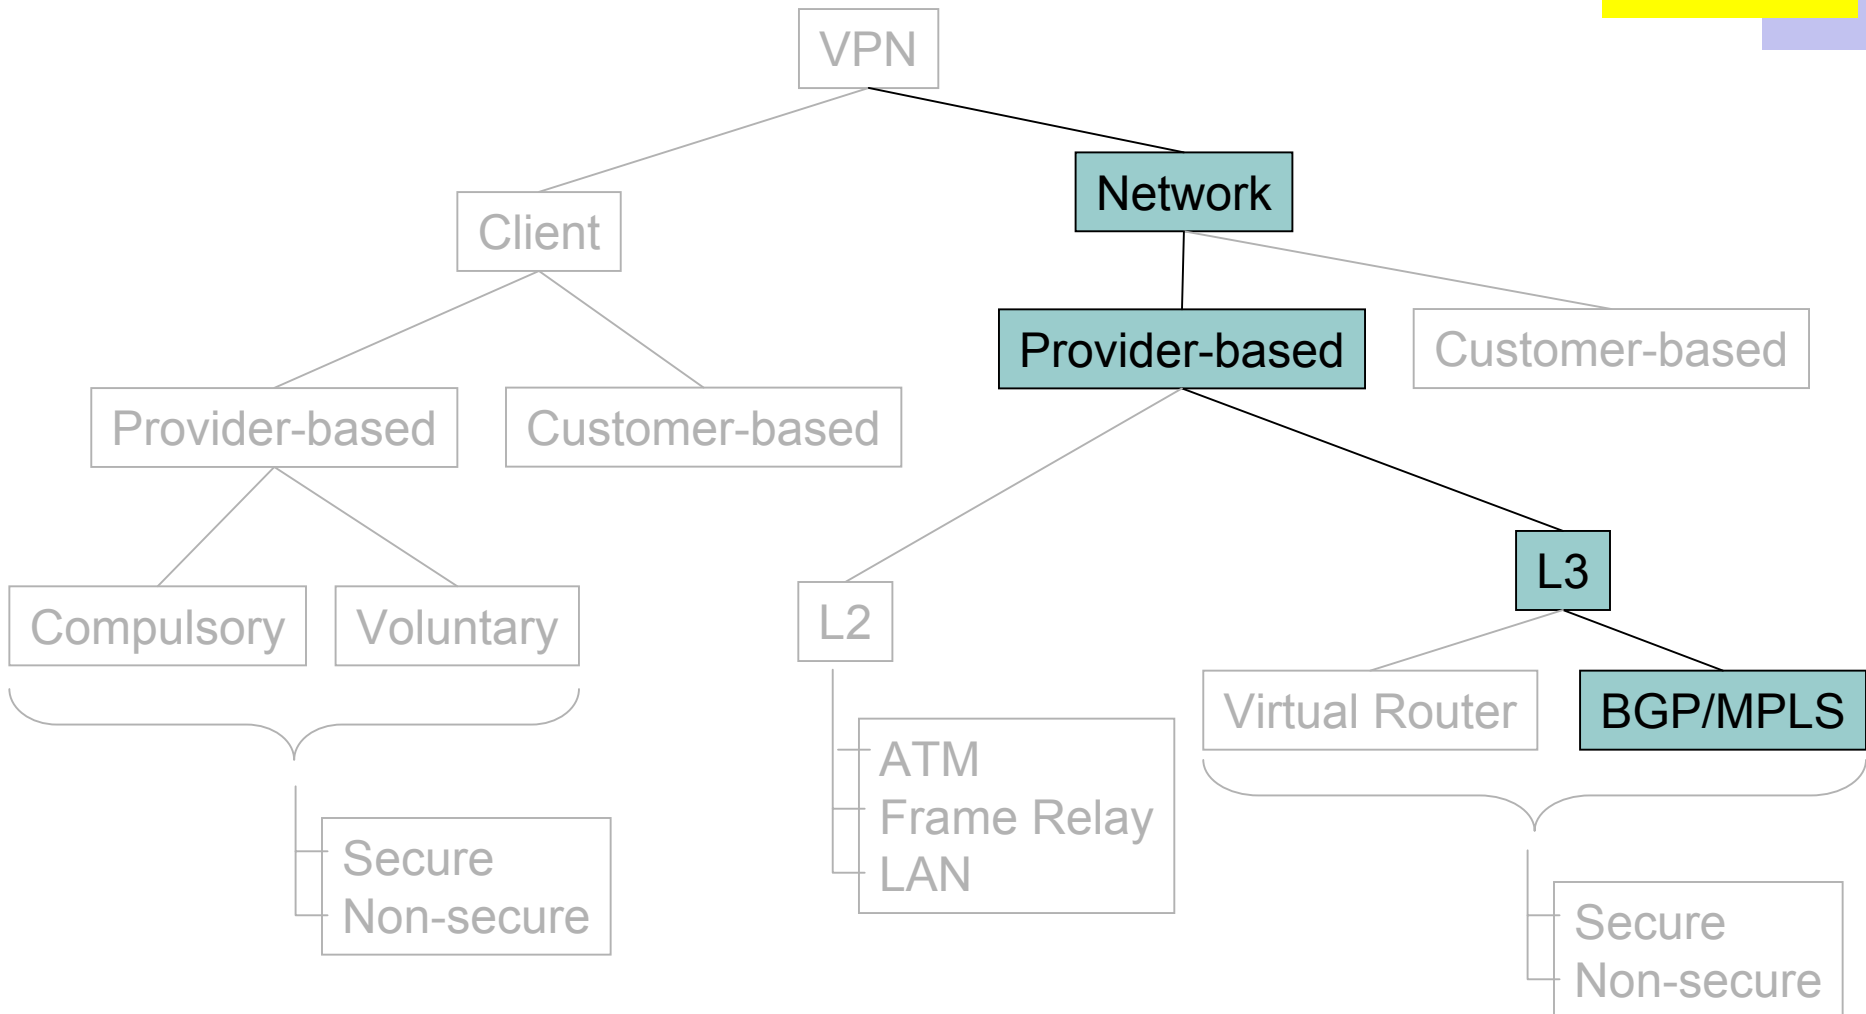 VPN
Network
Client
Provider-based
Customer-based
Provider-based
Customer-based
L3
L2
Compulsory
Voluntary
Virtual Router
BGP/MPLS
ATM
Frame Relay
LAN
Secure
Non-secure
Secure
Non-secure